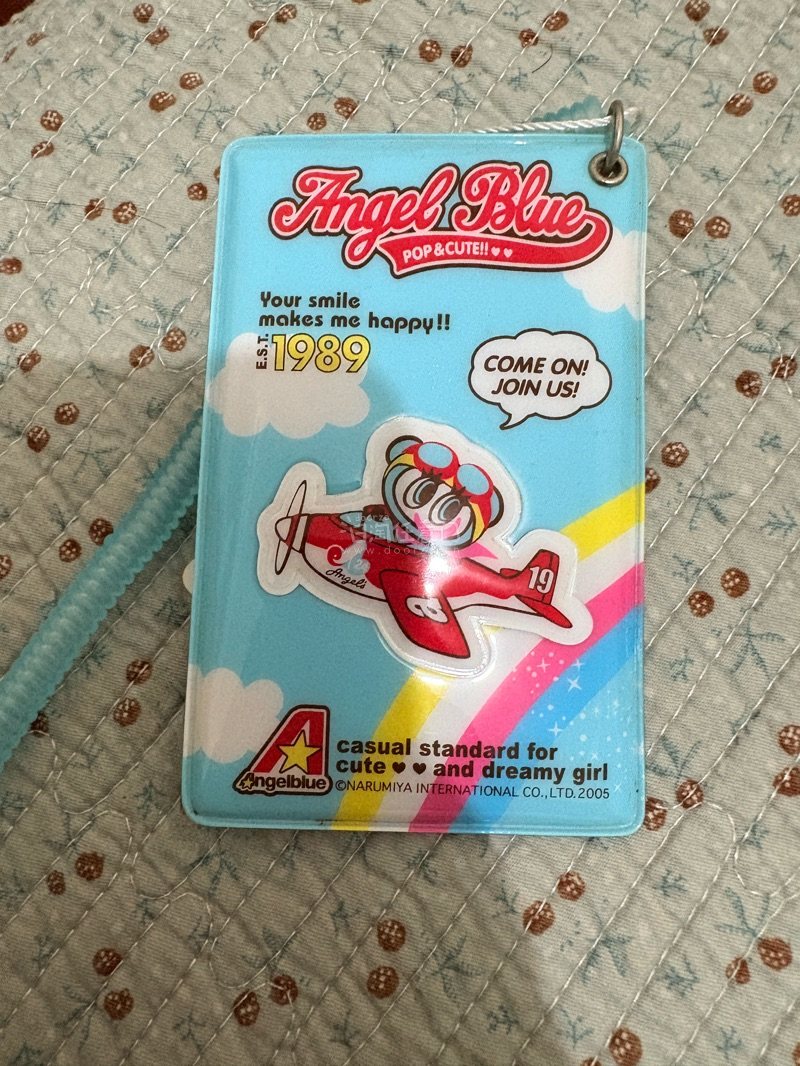 Angel Blue
POP&CUTE!!♥♥
Your smile
makes me happy!!
E.S.T. 1989
COME ON!
JOIN US!
Angel's
19
A
Angelblue
casual standard for
cute ♥ ♥ and dreamy girl
©NARUMIYA INTERNATIONAL CO.,LTD.2005